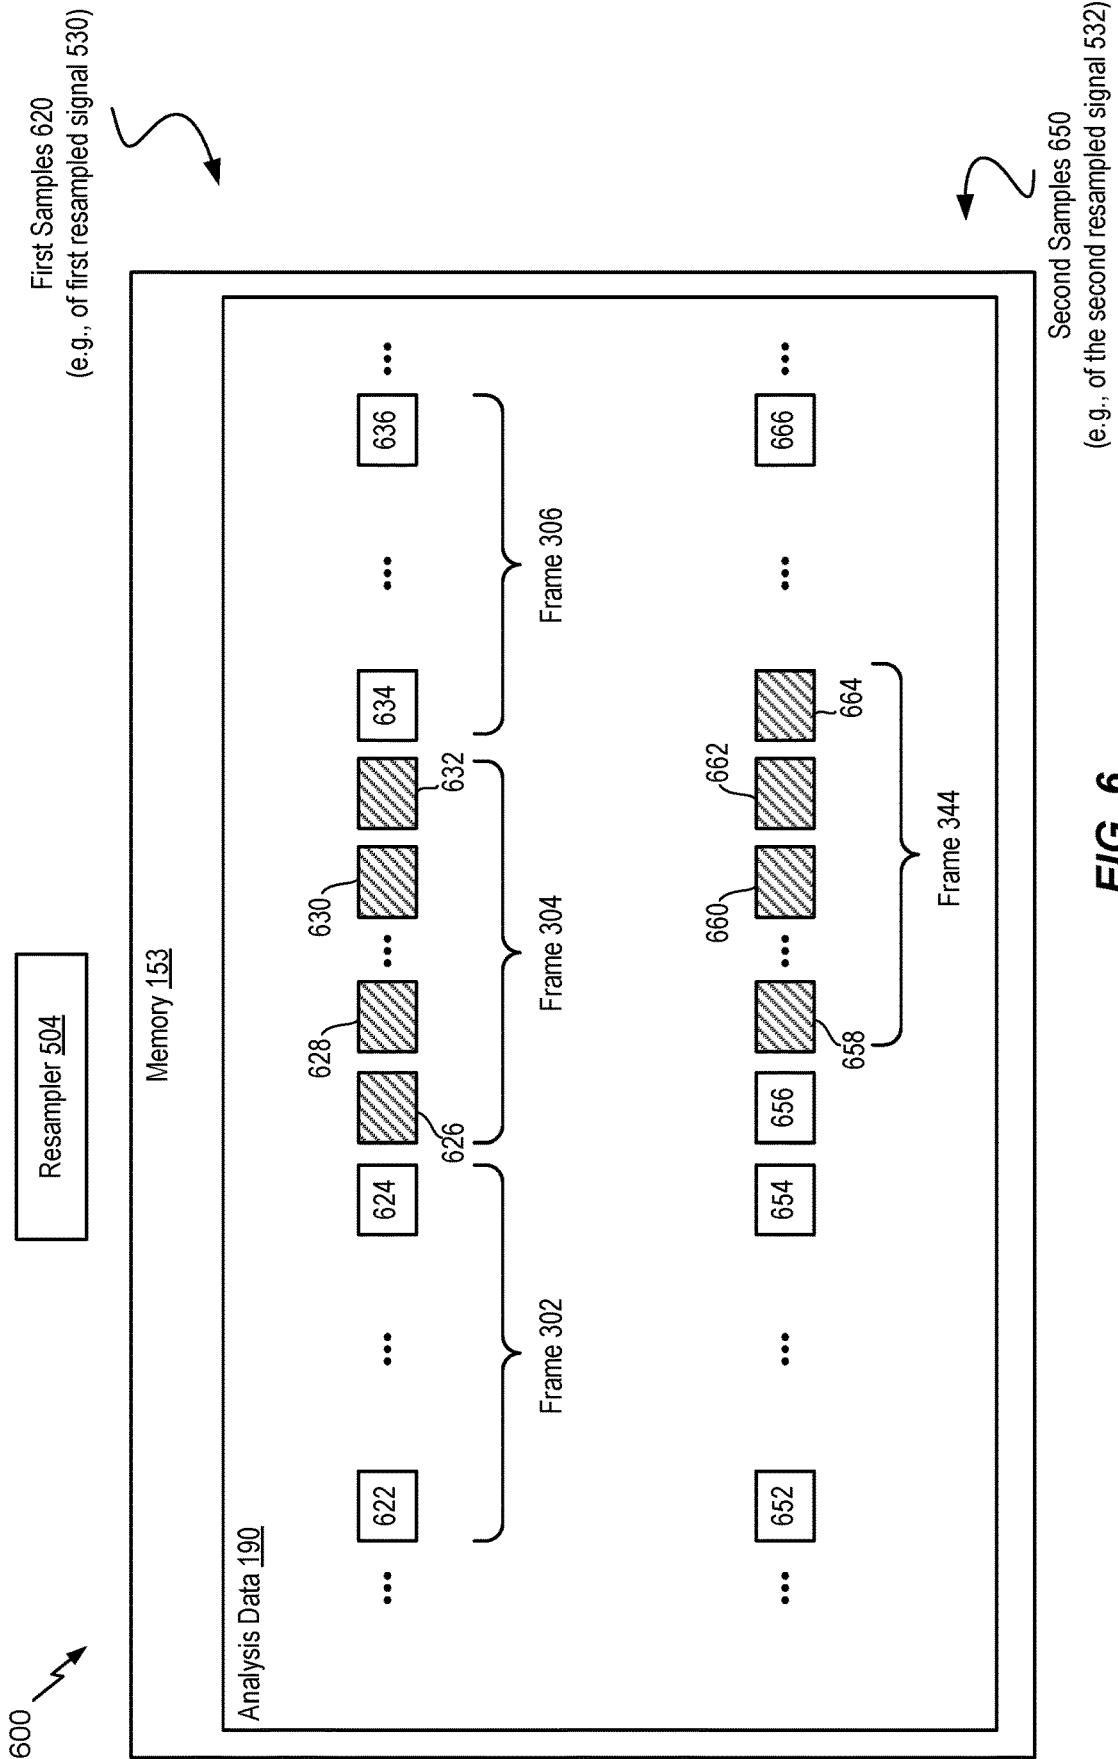 600
Resampler 504
First Samples 620
(e.g., of first resampled signal 530)
Memory 153
Analysis Data 190
628
630
622
624
634
636
626
632
Frame 302
Frame 304
Frame 306
660
662
652
654
656
666
658
664
Frame 344
Second Samples 650
(e.g., of the second resampled signal 532)
FIG. 6